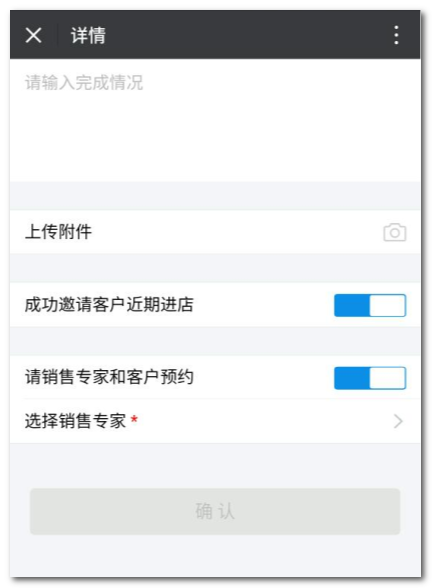 详情
请输入完成情况
上传附件
成功邀请客户近期进店
请销售专家和客户预约
选择销售专家 *
确认